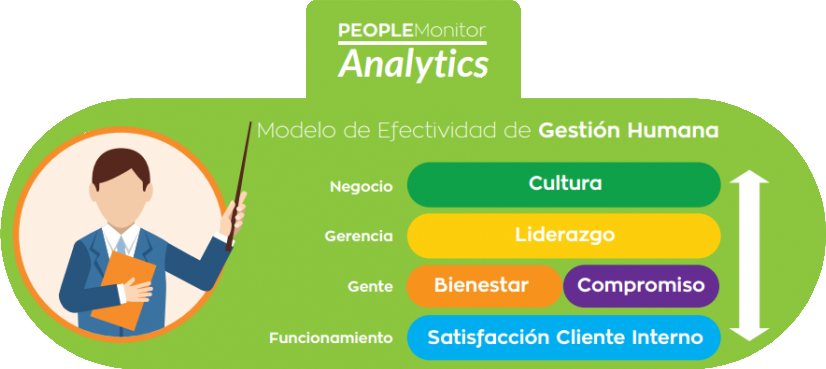 PEOPLEMonitor
Analytics
Modelo de Efectividad de Gestión Humana
Negocio Cultura
Gerencia Liderazgo
Gente Bienestar Compromiso
Funcionamiento Satisfacción Cliente Interno